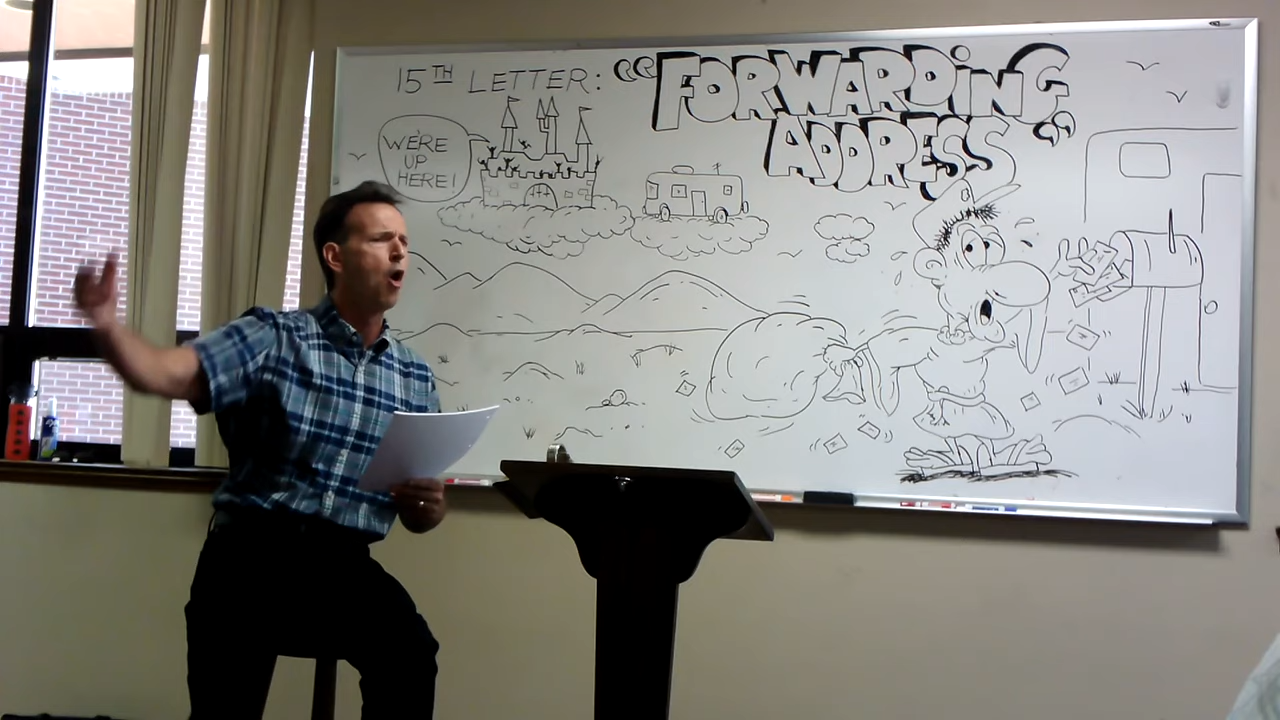 15TH LETTER: "FORWARDING
ADDRESS"
WE'RE
UP
HERE!